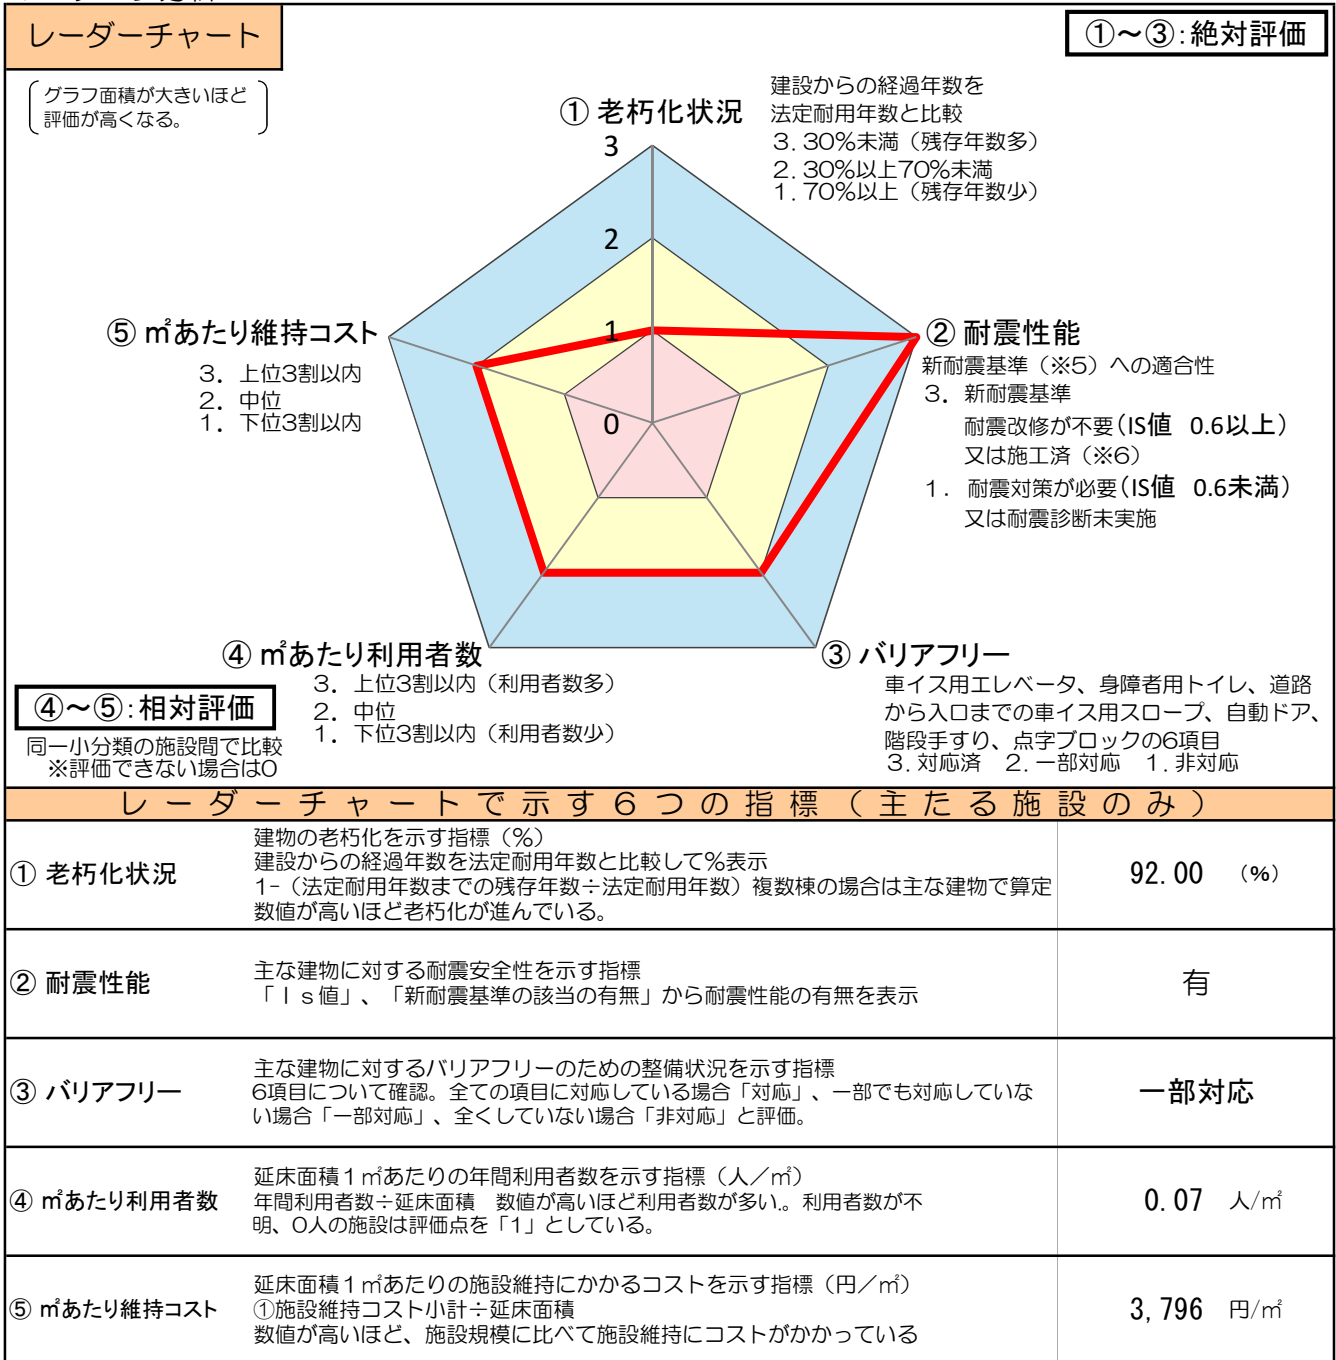 レーダーチャート
①～③:絶対評価
グラフ面積が大きいほど
評価が高くなる。
① 老朽化状況
建設からの経過年数を
法定耐用年数と比較
3. 30%未満（残存年数多）
2. 30%以上70%未満
1. 70%以上（残存年数少）
3
2
1
0
⑤ ㎡あたり維持コスト
3. 上位3割以内
2. 中位
1. 下位3割以内
② 耐震性能
新耐震基準（※5）への適合性
3. 新耐震基準
耐震改修が不要（IS値 0.6以上）
又は施工済（※6）
1. 耐震対策が必要（IS値 0.6未満）
又は耐震診断未実施
④ ㎡あたり利用者数
3. 上位3割以内（利用者数多）
2. 中位
1. 下位3割以内（利用者数少）
③ バリアフリー
車イス用エレベータ、身障者用トイレ、道路
から入口までの車イス用スロープ、自動ドア、
階段手すり、点字ブロックの6項目
3. 対応済 2. 一部対応 1. 非対応
④～⑤:相対評価
同一小分類の施設間で比較
※評価できない場合は0
レーダーチャートで示す6つの指標（主たる施設のみ）
① 老朽化状況
建物の老朽化を示す指標（%）
建設からの経過年数を法定耐用年数と比較して%表示
1-（法定耐用年数までの残存年数÷法定耐用年数）複数棟の場合は主な建物で算定
数値が高いほど老朽化が進んでいる。
92.00 （%）
② 耐震性能
主な建物に対する耐震安全性を示す指標
「Ｉｓ値」、「新耐震基準の該当の有無」から耐震性能の有無を表示
有
③ バリアフリー
主な建物に対するバリアフリーのための整備状況を示す指標
6項目について確認。全ての項目に対応している場合「対応」、一部でも対応していな
い場合「一部対応」、全くしていない場合「非対応」と評価。
一部対応
④ ㎡あたり利用者数
延床面積１㎡あたりの年間利用者数を示す指標（人／㎡）
年間利用者数÷延床面積 数値が高いほど利用者数が多い。利用者数が不
明、0人の施設は評価点を「1」としている。
0.07 人/㎡
⑤ ㎡あたり維持コスト
延床面積１㎡あたりの施設維持にかかるコストを示す指標（円／㎡）
①施設維持コスト小計÷延床面積
数値が高いほど、施設規模に比べて施設維持にコストがかかっている
3,796 円/㎡